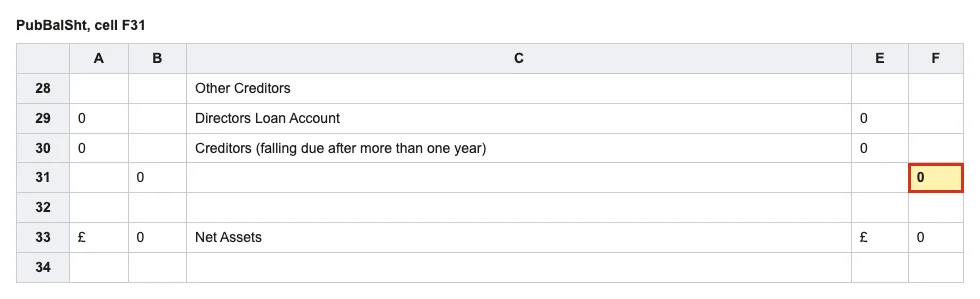 PubBalSht, cell F31
A B C E F
28 Other Creditors
29 0 Directors Loan Account 0
30 0 Creditors (falling due after more than one year) 0
31 0 0
32
33 £ 0 Net Assets £ 0
34